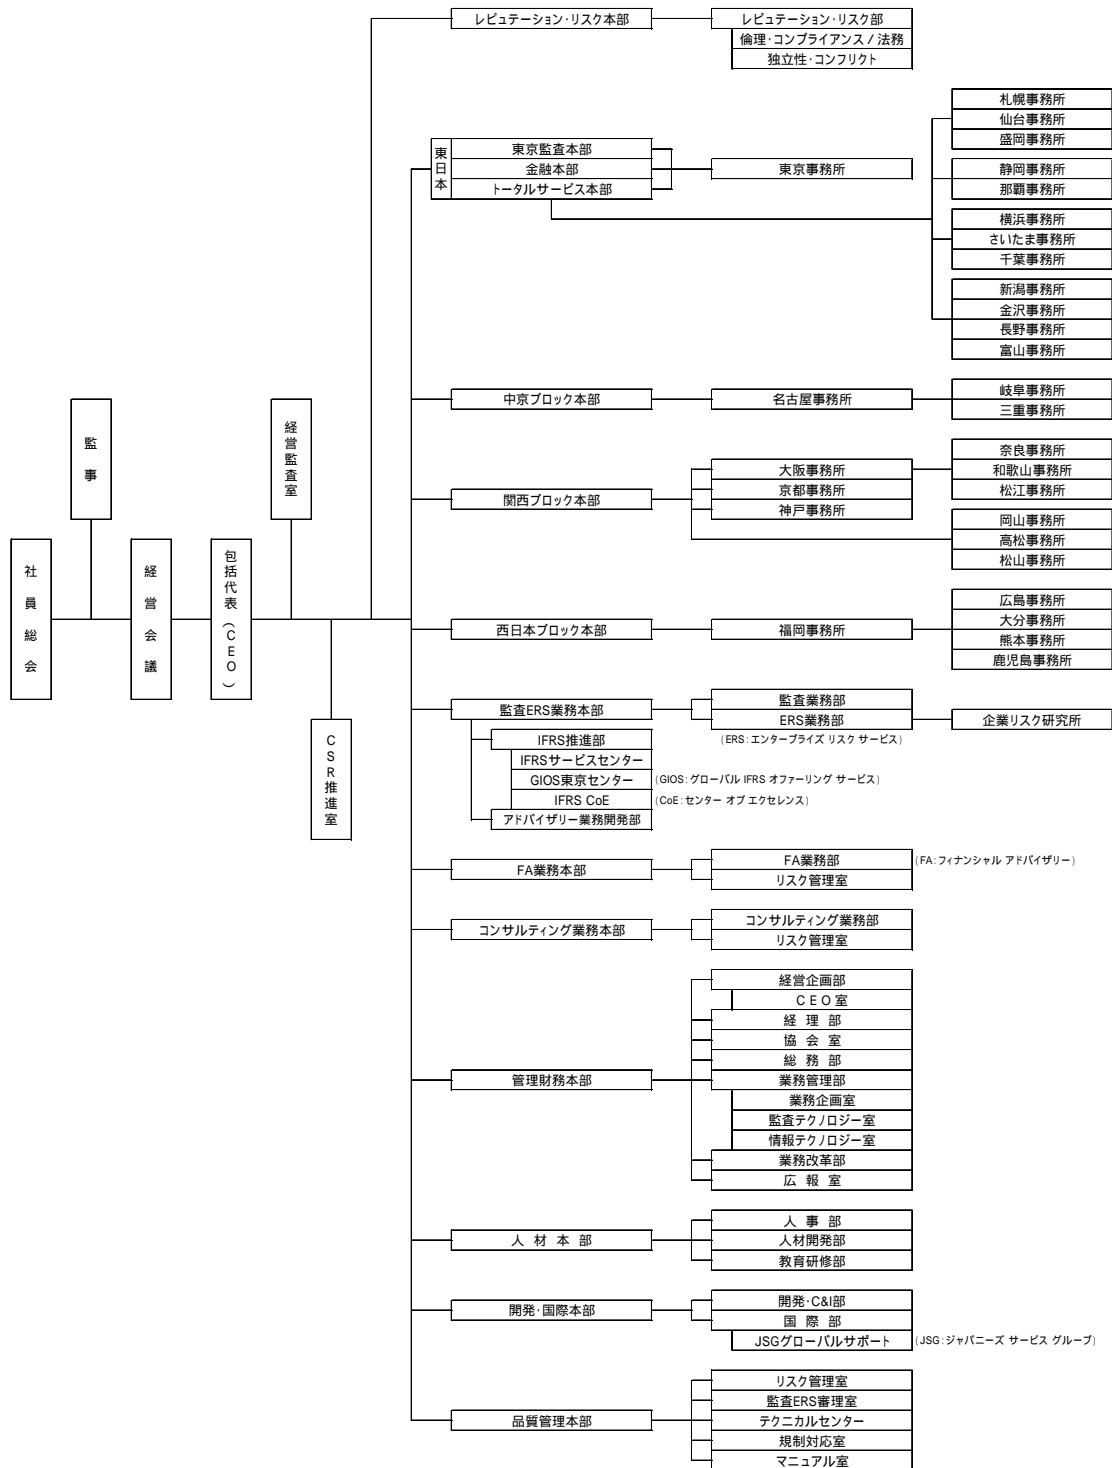 レピュテーション・リスク本部
レピュテーション・リスク部
倫理・コンプライアンス / 法務
独立性・コンフリクト
東日本
東京監査本部
金融本部
トータルサービス本部
東京事務所
札幌事務所
仙台事務所
盛岡事務所
静岡事務所
那覇事務所
横浜事務所
さいたま事務所
千葉事務所
新潟事務所
金沢事務所
長野事務所
富山事務所
中京ブロック本部
名古屋事務所
岐阜事務所
三重事務所
監事
経営監査室
関西ブロック本部
大阪事務所
京都事務所
神戸事務所
奈良事務所
和歌山事務所
松江事務所
岡山事務所
高松事務所
松山事務所
社員総会
経営会議
包括代表（CEO）
西日本ブロック本部
福岡事務所
広島事務所
大分事務所
熊本事務所
鹿児島事務所
CSR推進室
監査ERS業務本部
監査業務部
ERS業務部
(ERS：エンタープライズ リスク サービス)
企業リスク研究所
IFRS推進部
IFRSサービスセンター
GIOS東京センター
(GIOS：グローバル IFRS オファーリング サービス)
IFRS CoE
(CoE：センター オブ エクセレンス)
アドバイザリー業務開発部
FA業務本部
FA業務部
(FA：フィナンシャル アドバイザリー)
リスク管理室
コンサルティング業務本部
コンサルティング業務部
リスク管理室
管理財務本部
経営企画部
ＣＥＯ室
経 理 部
協 会 室
総 務 部
業務管理部
業務企画室
監査テクノロジー室
情報テクノロジー室
業務改革部
広 報 室
人 材 本 部
人 事 部
人材開発部
教育研修部
開発・国際本部
開発・C&I部
国 際 部
JSGグローバルサポート
(JSG：ジャパニーズ サービス グループ)
品質管理本部
リスク管理室
監査ERS審理室
テクニカルセンター
規制対応室
マニュアル室